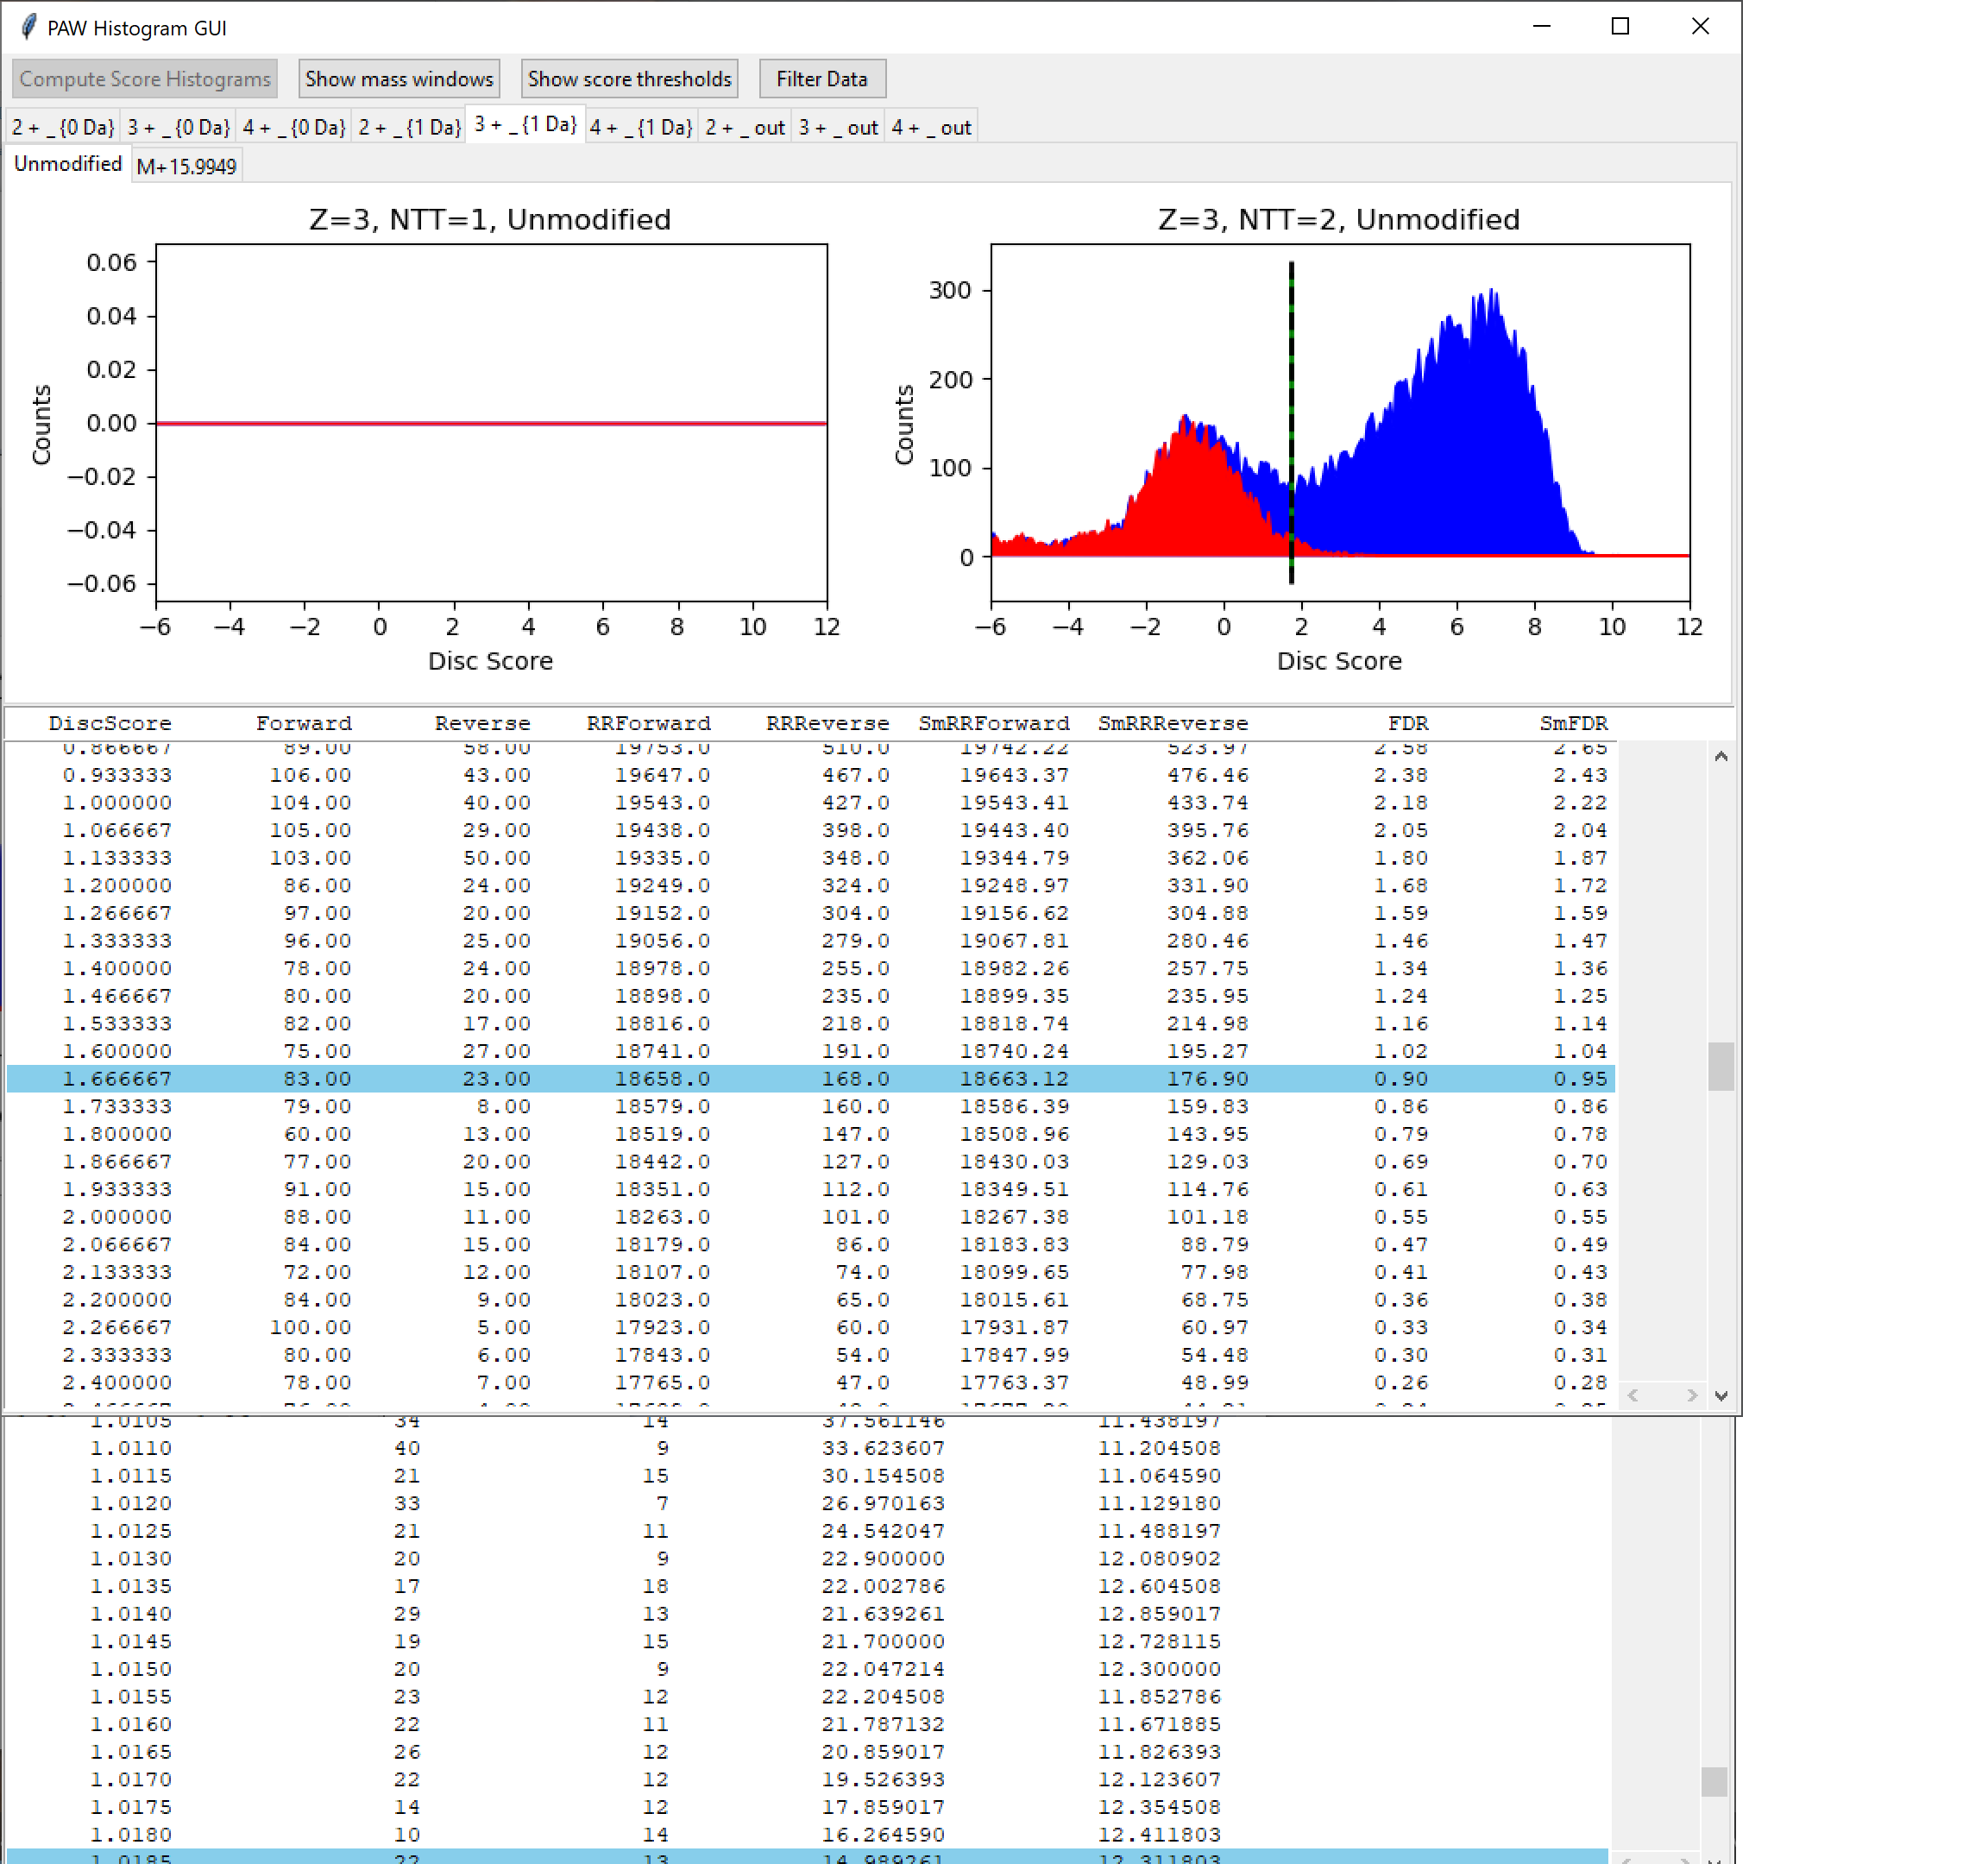 PAW Histogram GUI
Compute Score Histograms Show mass windows Show score thresholds Filter Data
2 + _ {0 Da} 3 + _ {0 Da} 4 + _ {0 Da} 2 + _ {1 Da} 3 + _ {1 Da} 4 + _ {1 Da} 2 + _ out 3 + _ out 4 + _ out
Unmodified M+15.9949
Z=3, NTT=1, Unmodified
0.06
0.04
0.02
0.00
−0.02
−0.04
−0.06
Counts
−6 −4 −2 0 2 4 6 8 10 12
Disc Score
Z=3, NTT=2, Unmodified
300
200
100
0
Counts
−6 −4 −2 0 2 4 6 8 10 12
Disc Score
DiscScore Forward Reverse RRForward RRReverse SmRRForward SmRRReverse FDR SmFDR
0.866667 89.00 58.00 19753.0 510.0 19742.22 523.97 2.58 2.65
0.933333 106.00 43.00 19647.0 467.0 19643.37 476.46 2.38 2.43
1.000000 104.00 40.00 19543.0 427.0 19543.41 433.74 2.18 2.22
1.066667 105.00 29.00 19438.0 398.0 19443.40 395.76 2.05 2.04
1.133333 103.00 50.00 19335.0 348.0 19344.79 362.06 1.80 1.87
1.200000 86.00 24.00 19249.0 324.0 19248.97 331.90 1.68 1.72
1.266667 97.00 20.00 19152.0 304.0 19156.62 304.88 1.59 1.59
1.333333 96.00 25.00 19056.0 279.0 19067.81 280.46 1.46 1.47
1.400000 78.00 24.00 18978.0 255.0 18982.26 257.75 1.34 1.36
1.466667 80.00 20.00 18898.0 235.0 18899.35 235.95 1.24 1.25
1.533333 82.00 17.00 18816.0 218.0 18818.74 214.98 1.16 1.14
1.600000 75.00 27.00 18741.0 191.0 18740.24 195.27 1.02 1.04
1.666667 83.00 23.00 18658.0 168.0 18663.12 176.90 0.90 0.95
1.733333 79.00 8.00 18579.0 160.0 18586.39 159.83 0.86 0.86
1.800000 60.00 13.00 18519.0 147.0 18508.96 143.95 0.79 0.78
1.866667 77.00 20.00 18442.0 127.0 18430.03 129.03 0.69 0.70
1.933333 91.00 15.00 18351.0 112.0 18349.51 114.76 0.61 0.63
2.000000 88.00 11.00 18263.0 101.0 18267.38 101.18 0.55 0.55
2.066667 84.00 15.00 18179.0 86.0 18183.83 88.79 0.47 0.49
2.133333 72.00 12.00 18107.0 74.0 18099.65 77.98 0.41 0.43
2.200000 84.00 9.00 18023.0 65.0 18015.61 68.75 0.36 0.38
2.266667 100.00 5.00 17923.0 60.0 17931.87 60.97 0.33 0.34
2.333333 80.00 6.00 17843.0 54.0 17847.99 54.48 0.30 0.31
2.400000 78.00 7.00 17765.0 47.0 17763.37 48.99 0.26 0.28
1.0105 34 14 37.561146 11.438197
1.0110 40 9 33.623607 11.204508
1.0115 21 15 30.154508 11.064590
1.0120 33 7 26.970163 11.129180
1.0125 21 11 24.542047 11.488197
1.0130 20 9 22.900000 12.080902
1.0135 17 18 22.002786 12.604508
1.0140 29 13 21.639261 12.859017
1.0145 19 15 21.700000 12.728115
1.0150 20 9 22.047214 12.300000
1.0155 23 12 22.204508 11.852786
1.0160 22 11 21.787132 11.671885
1.0165 26 12 20.859017 11.826393
1.0170 22 12 19.526393 12.123607
1.0175 14 12 17.859017 12.354508
1.0180 10 14 16.264590 12.411803
1.0185 22 13 14.989261 12.311803